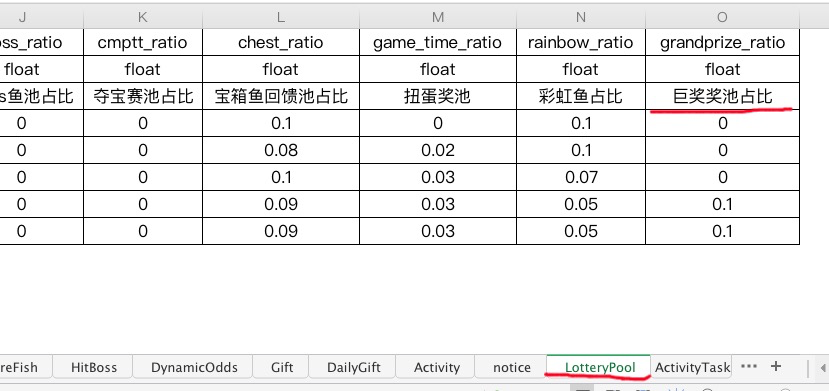 J K L M N O
oss_ratio cmptt_ratio chest_ratio game_time_ratio rainbow_ratio grandprize_ratio
float float float float float float
s鱼池占比 夺宝赛池占比 宝箱鱼回馈池占比 扭蛋奖池 彩虹鱼占比 巨奖奖池占比
0 0 0.1 0 0.1 0
0 0 0.08 0.02 0.1 0
0 0 0.1 0.03 0.07 0
0 0 0.09 0.03 0.05 0.1
0 0 0.09 0.03 0.05 0.1
reFish HitBoss DynamicOdds Gift DailyGift Activity notice LotteryPool ActivityTask ••• +